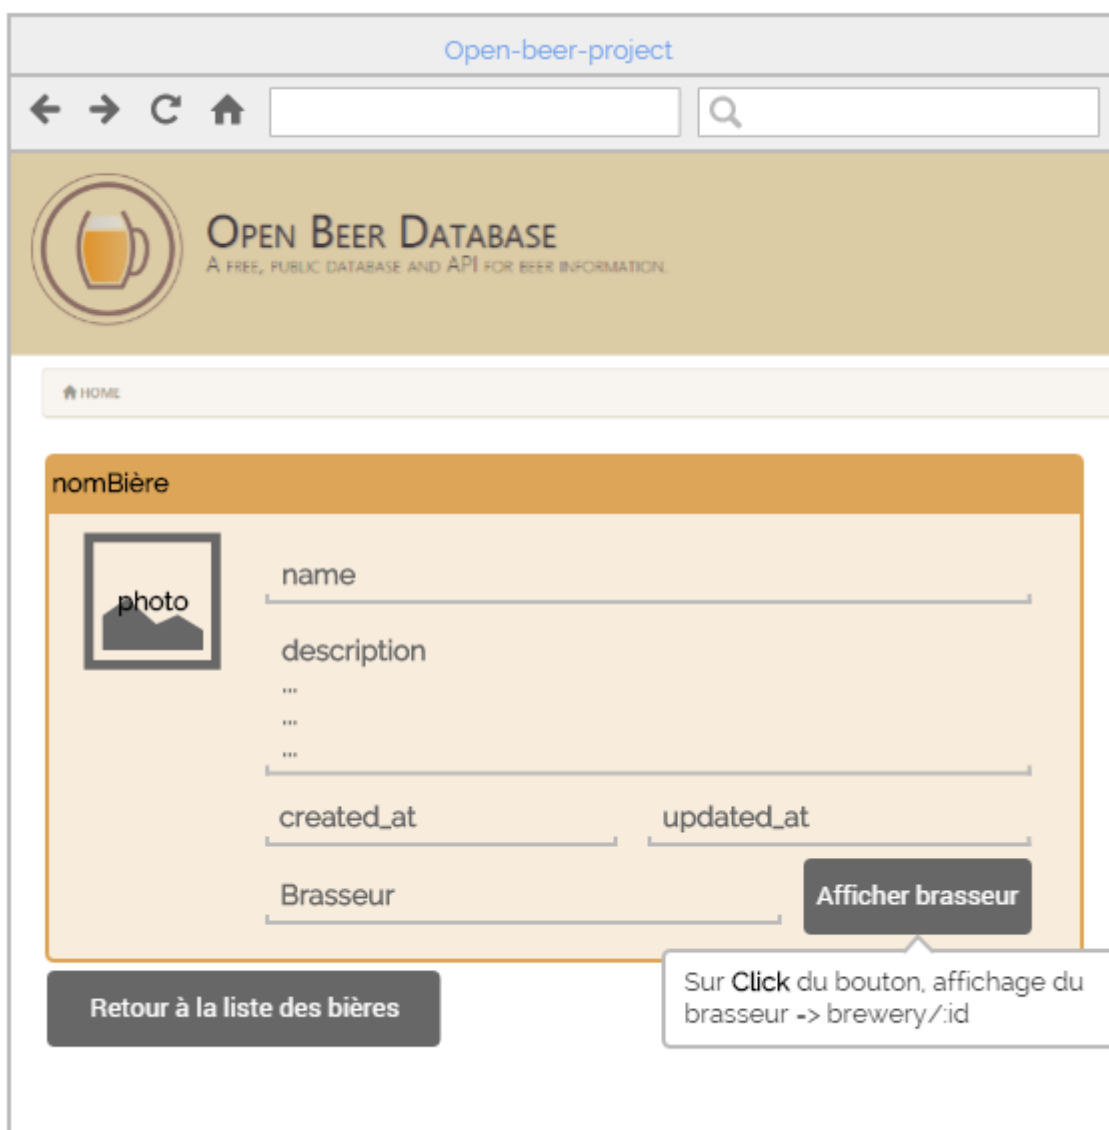 Open-beer-project
OPEN BEER DATABASE
A FREE, PUBLIC DATABASE AND API FOR BEER INFORMATION.
HOME
nomBière
photo
name
description
...
...
...
created_at updated_at
Brasseur Afficher brasseur
Retour à la liste des bières
Sur Click du bouton, affichage du
brasseur => brewery/:id